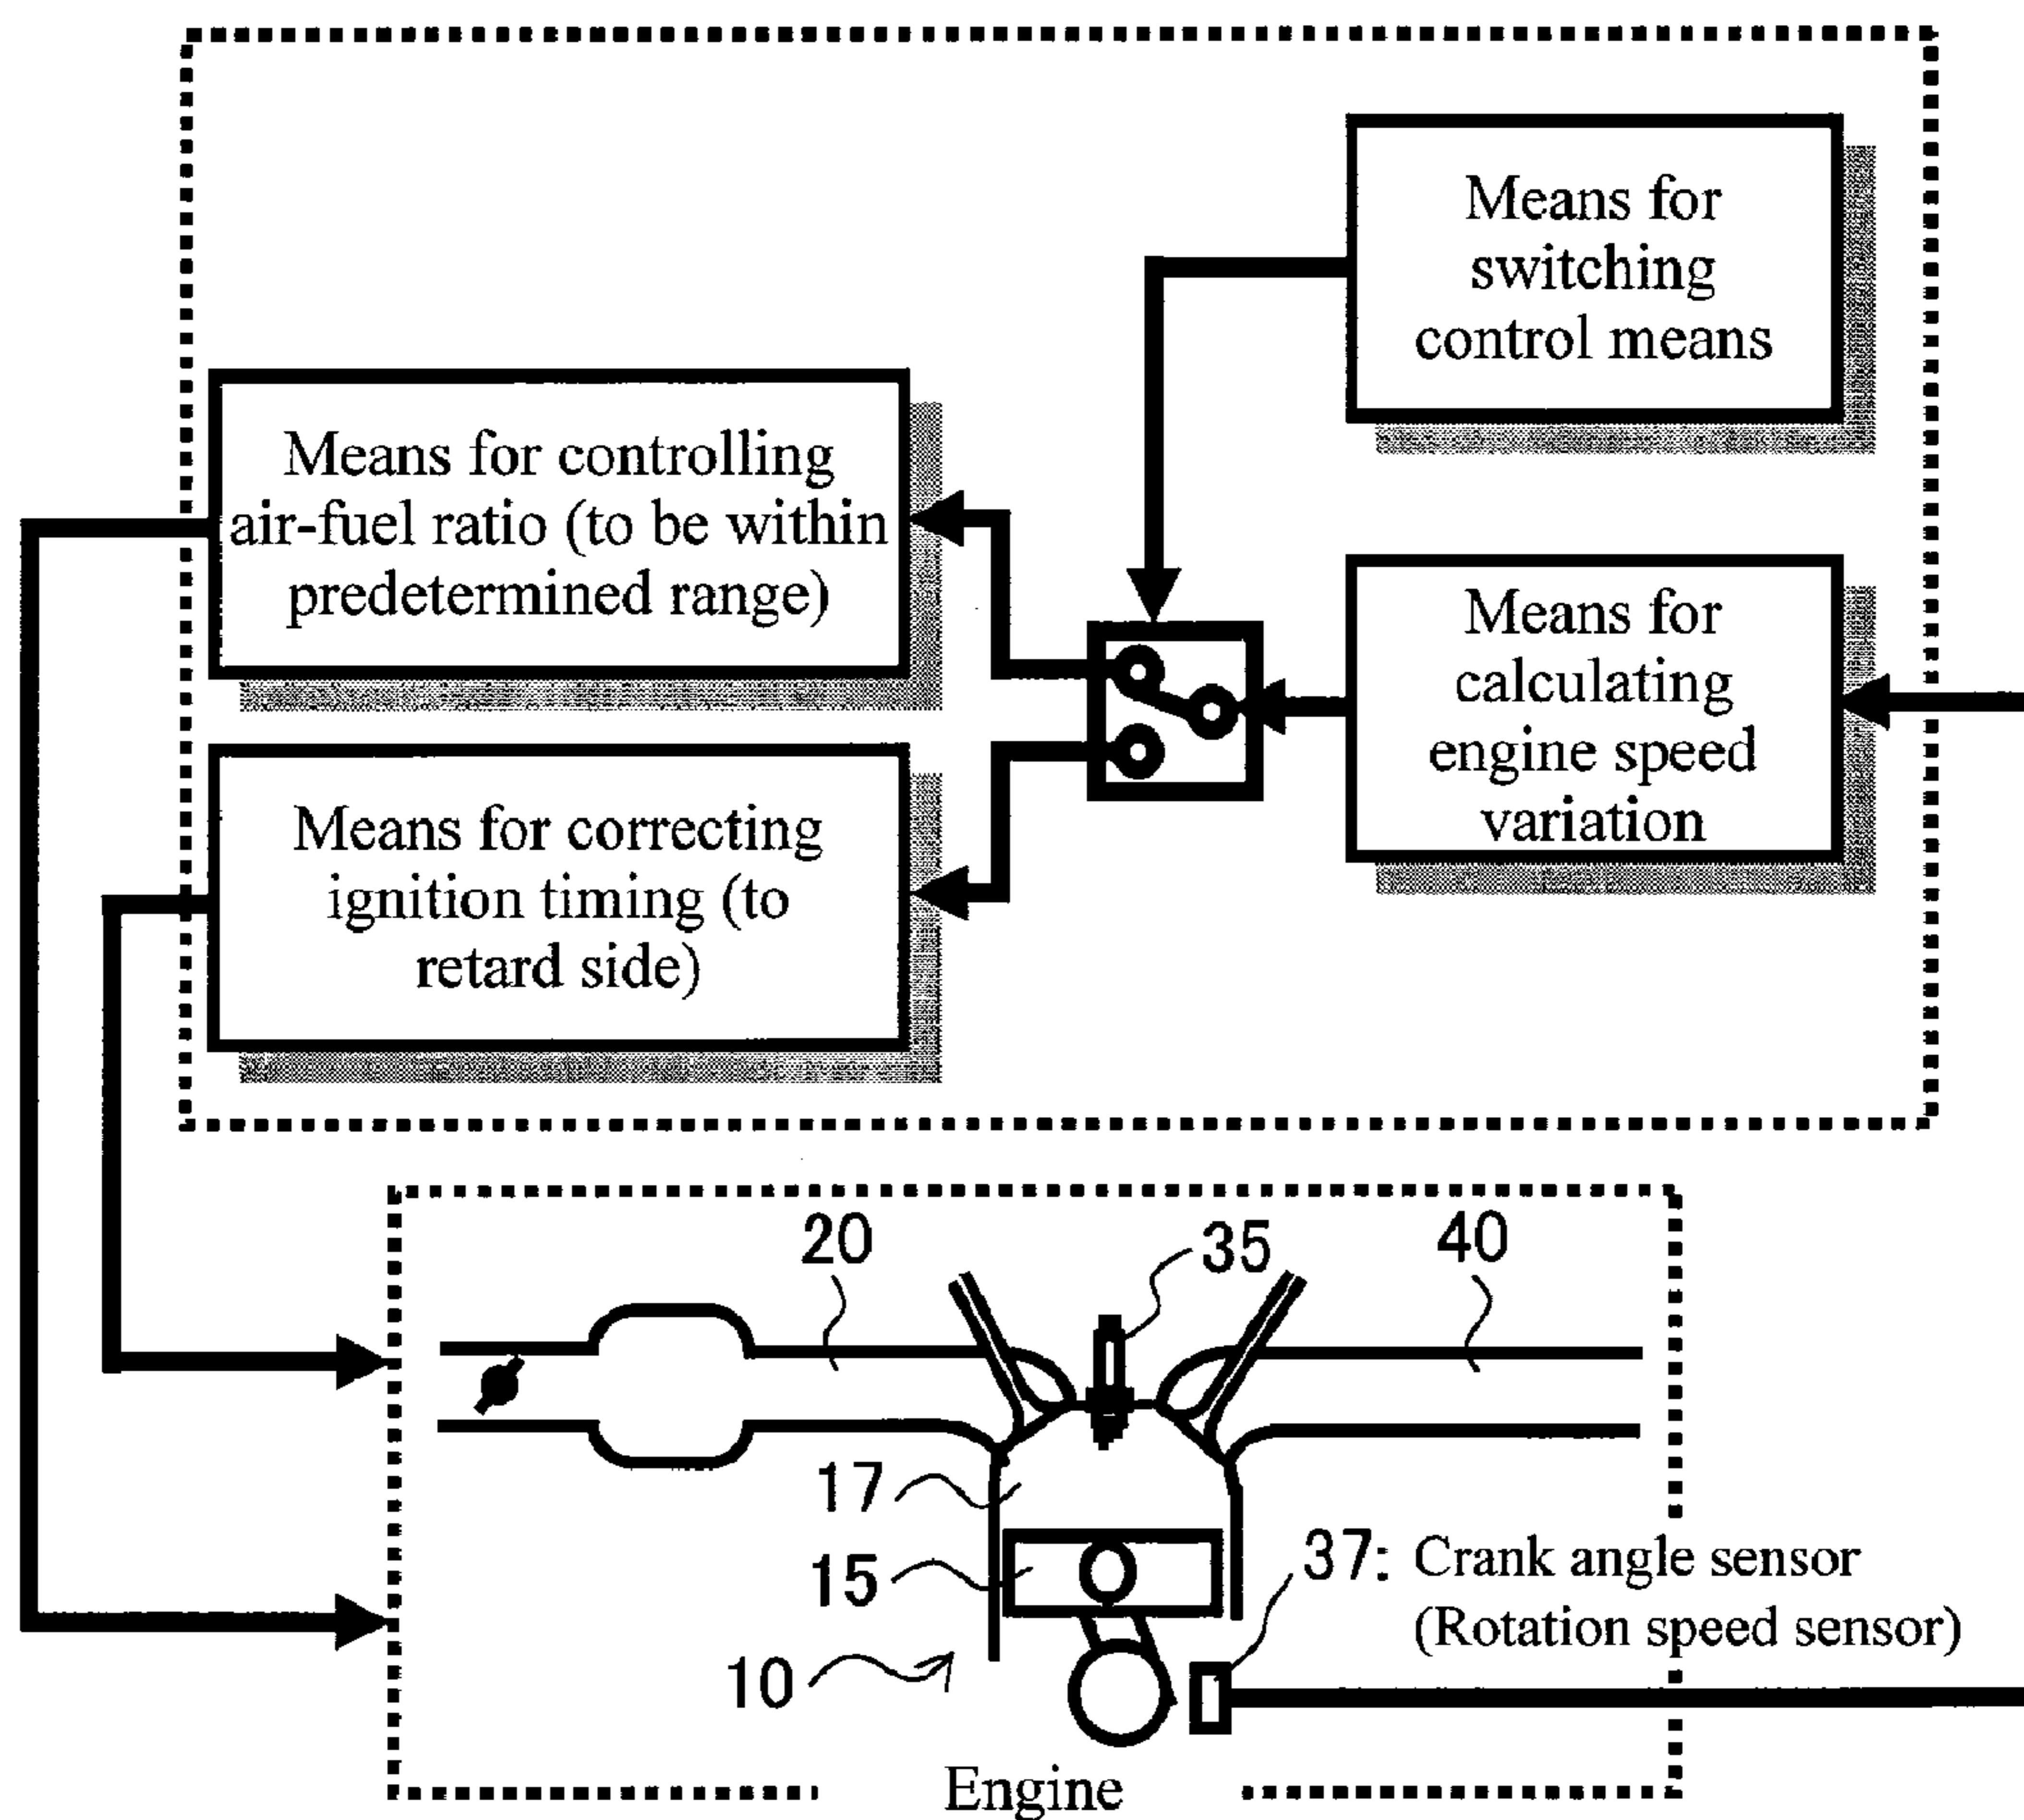 Means for
switching
control means
Means for controlling
air-fuel ratio (to be within
predetermined range)
Means for
calculating
engine speed
variation
Means for correcting
ignition timing (to
retard side)
20
35
40
17
15
37: Crank angle sensor
(Rotation speed sensor)
10
Engine